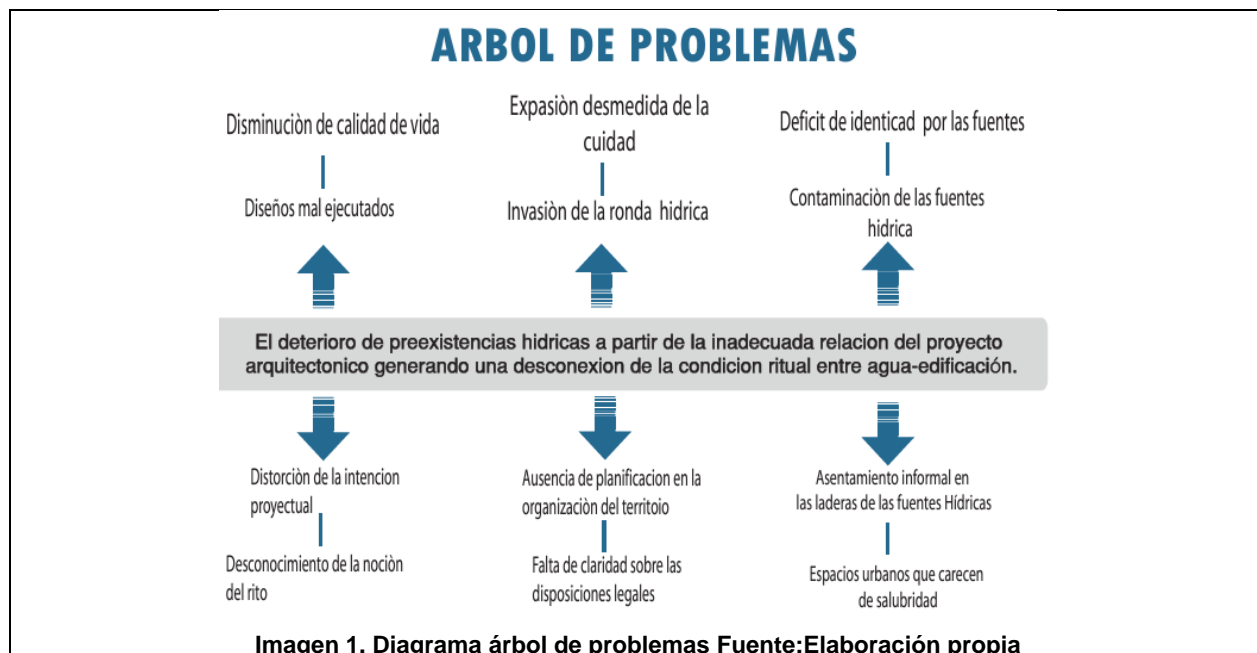 ARBOL DE PROBLEMAS
Disminuciòn de calidad de vida
Expasiòn desmedida de la
cuidad
Deficit de identicad por las fuentes
Diseños mal ejecutados
Invasiòn de la ronda hidrica
Contaminaciòn de las fuentes
hidrica
El deterioro de preexistencias hidricas a partir de la inadecuada relacion del proyecto
arquitectonico generando una desconexion de la condicion ritual entre agua-edificación.
Distorciòn de la intencion
proyectual
Ausencia de planificacion en la
organizaciòn del territoio
Asentamiento informal en
las laderas de las fuentes Hídricas
Desconocimiento de la nociòn
del rito
Falta de claridad sobre las
disposiciones legales
Espacios urbanos que carecen
de salubridad
Imagen 1. Diagrama árbol de problemas Fuente:Elaboración propia